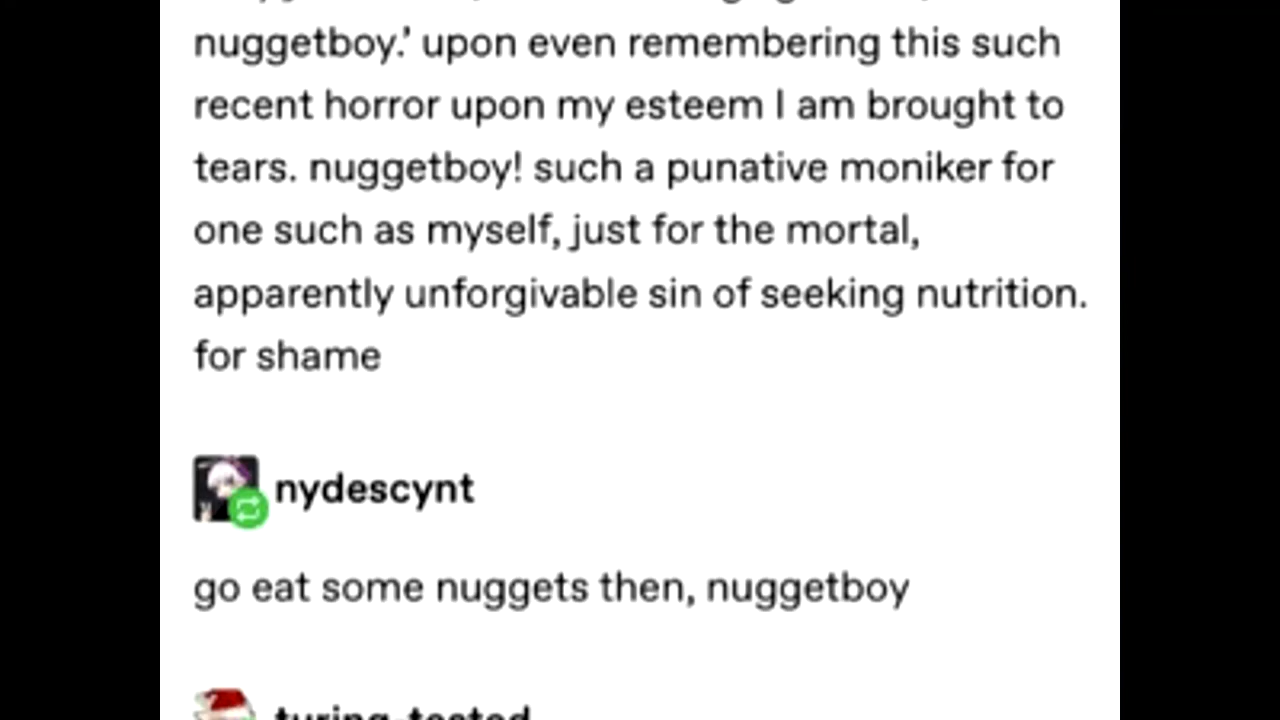 nuggetboy.’ upon even remembering this such
recent horror upon my esteem I am brought to
tears. nuggetboy! such a punative moniker for
one such as myself, just for the mortal,
apparently unforgivable sin of seeking nutrition.
for shame
nydescynt
go eat some nuggets then, nuggetboy
turing-tested